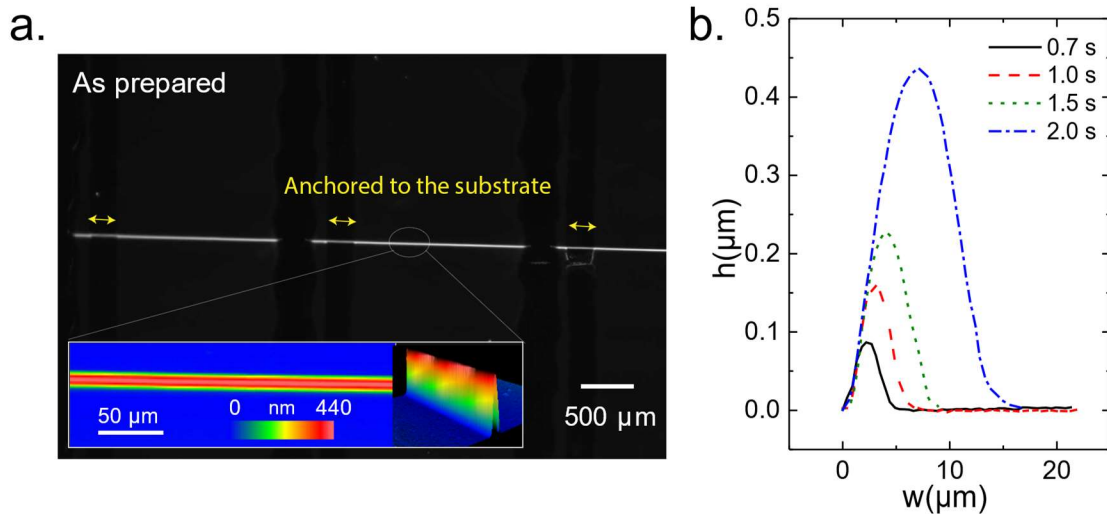 a.
As prepared
Anchored to the substrate
50 µm
0 nm 440
500 µm
b.
h(µm)
0.5
0.4
0.3
0.2
0.1
0.0
0.7 s
1.0 s
1.5 s
2.0 s
0 10 20
w(µm)